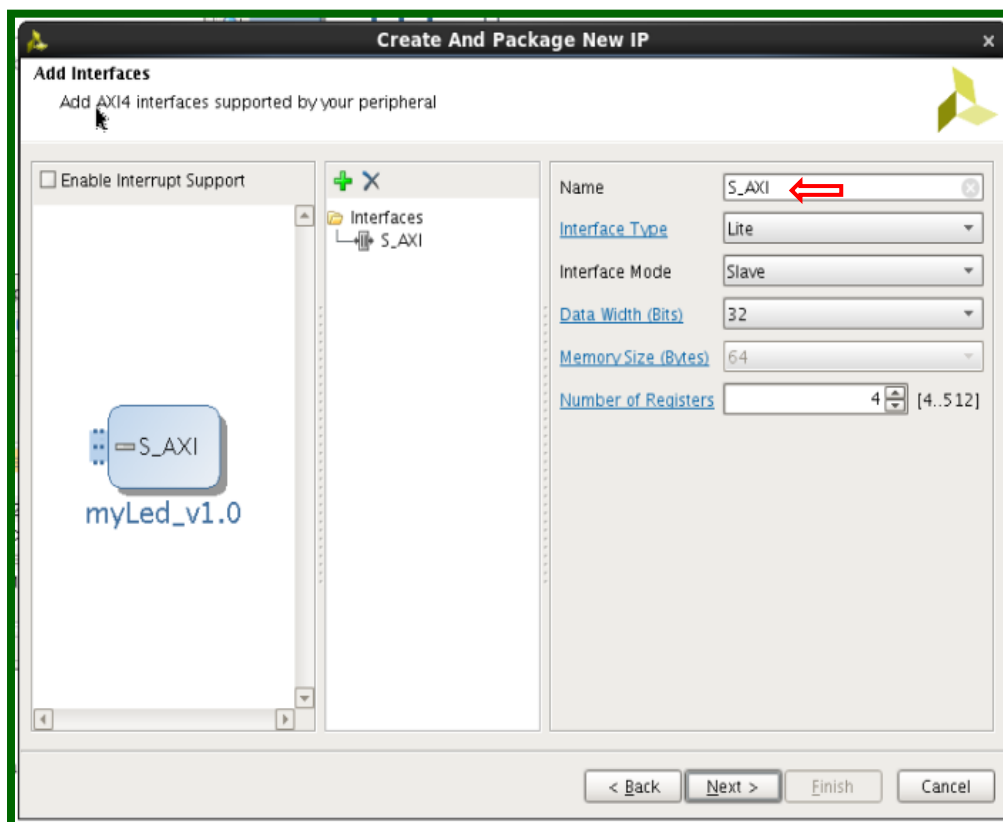 Create And Package New IP
Add Interfaces
Add AXI4 interfaces supported by your peripheral
Enable Interrupt Support
S_AXI
myLed_v1.0
Interfaces
S_AXI
Name S_AXI
Interface Type Lite
Interface Mode Slave
Data Width (Bits) 32
Memory Size (Bytes) 64
Number of Registers 4 [4..512]
< Back Next > Finish Cancel